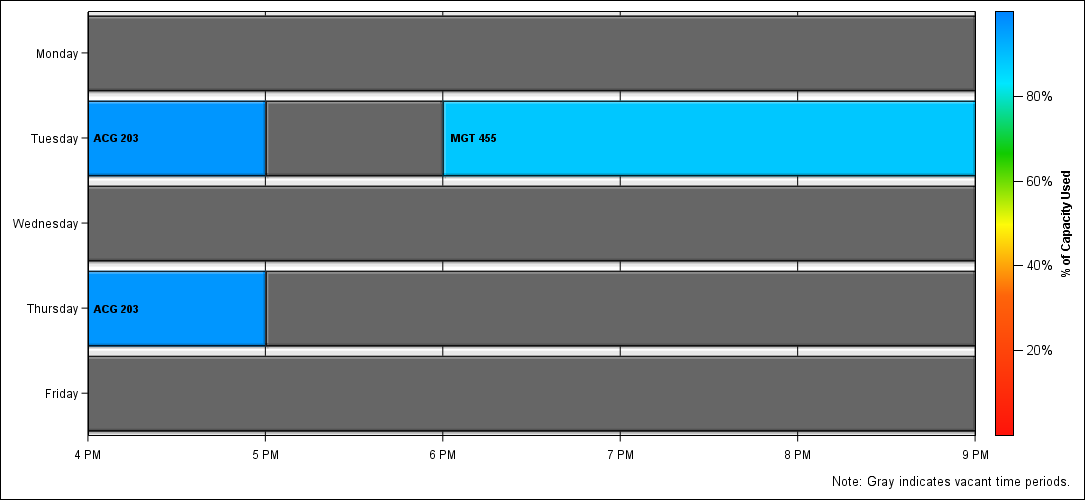 Monday
Tuesday
Wednesday
Thursday
Friday
ACG 203
MGT 455
ACG 203
4 PM
5 PM
6 PM
7 PM
8 PM
9 PM
80%
60%
40%
20%
% of Capacity Used
Note: Gray indicates vacant time periods.